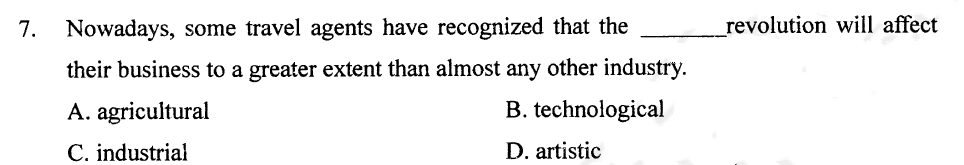 7. Nowadays, some travel agents have recognized that the ________revolution will affect
their business to a greater extent than almost any other industry.
A. agricultural B. technological
C. industrial D. artistic